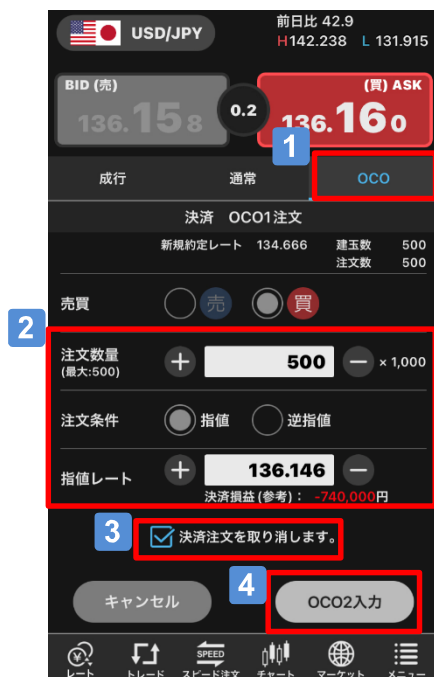 USD/JPY
前日比 42.9
H142.238 L 131.915
BID (売)
136.158
0.2
(買) ASK
136.160
1
成行 通常 OCO
決済 OCO1注文
新規約定レート 134.666 建玉数 500
注文数 500
売買 売 買
2
注文数量
(最大:500)
+ 500 − × 1,000
注文条件 指値 逆指値
指値レート + 136.146 −
決済損益(参考): -740,000円
3
決済注文を取り消します。
4
キャンセル OCO2入力
レート トレード スピード注文 チャート マーケット メニュー
SPEED